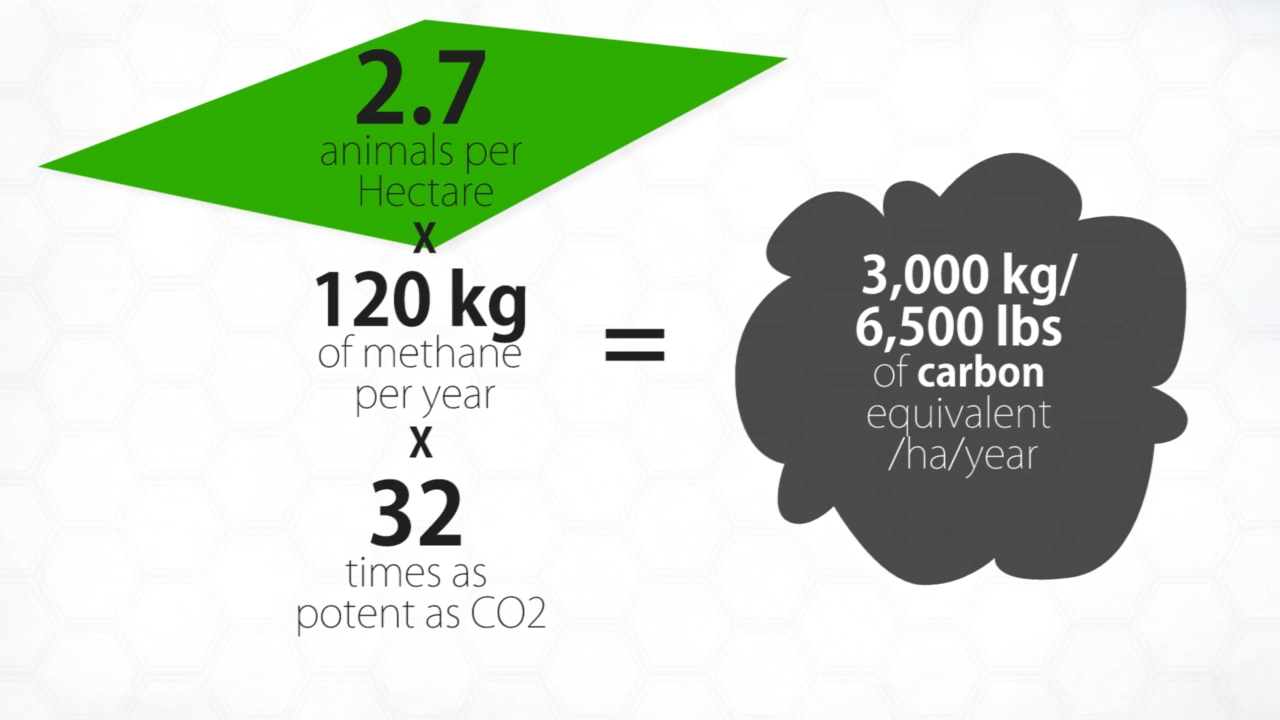 2.7
animals per
Hectare
x
120 kg
of methane
per year
x
32
times as
potent as CO2
=
3,000 kg/
6,500 lbs
of carbon
equivalent
/ha/year